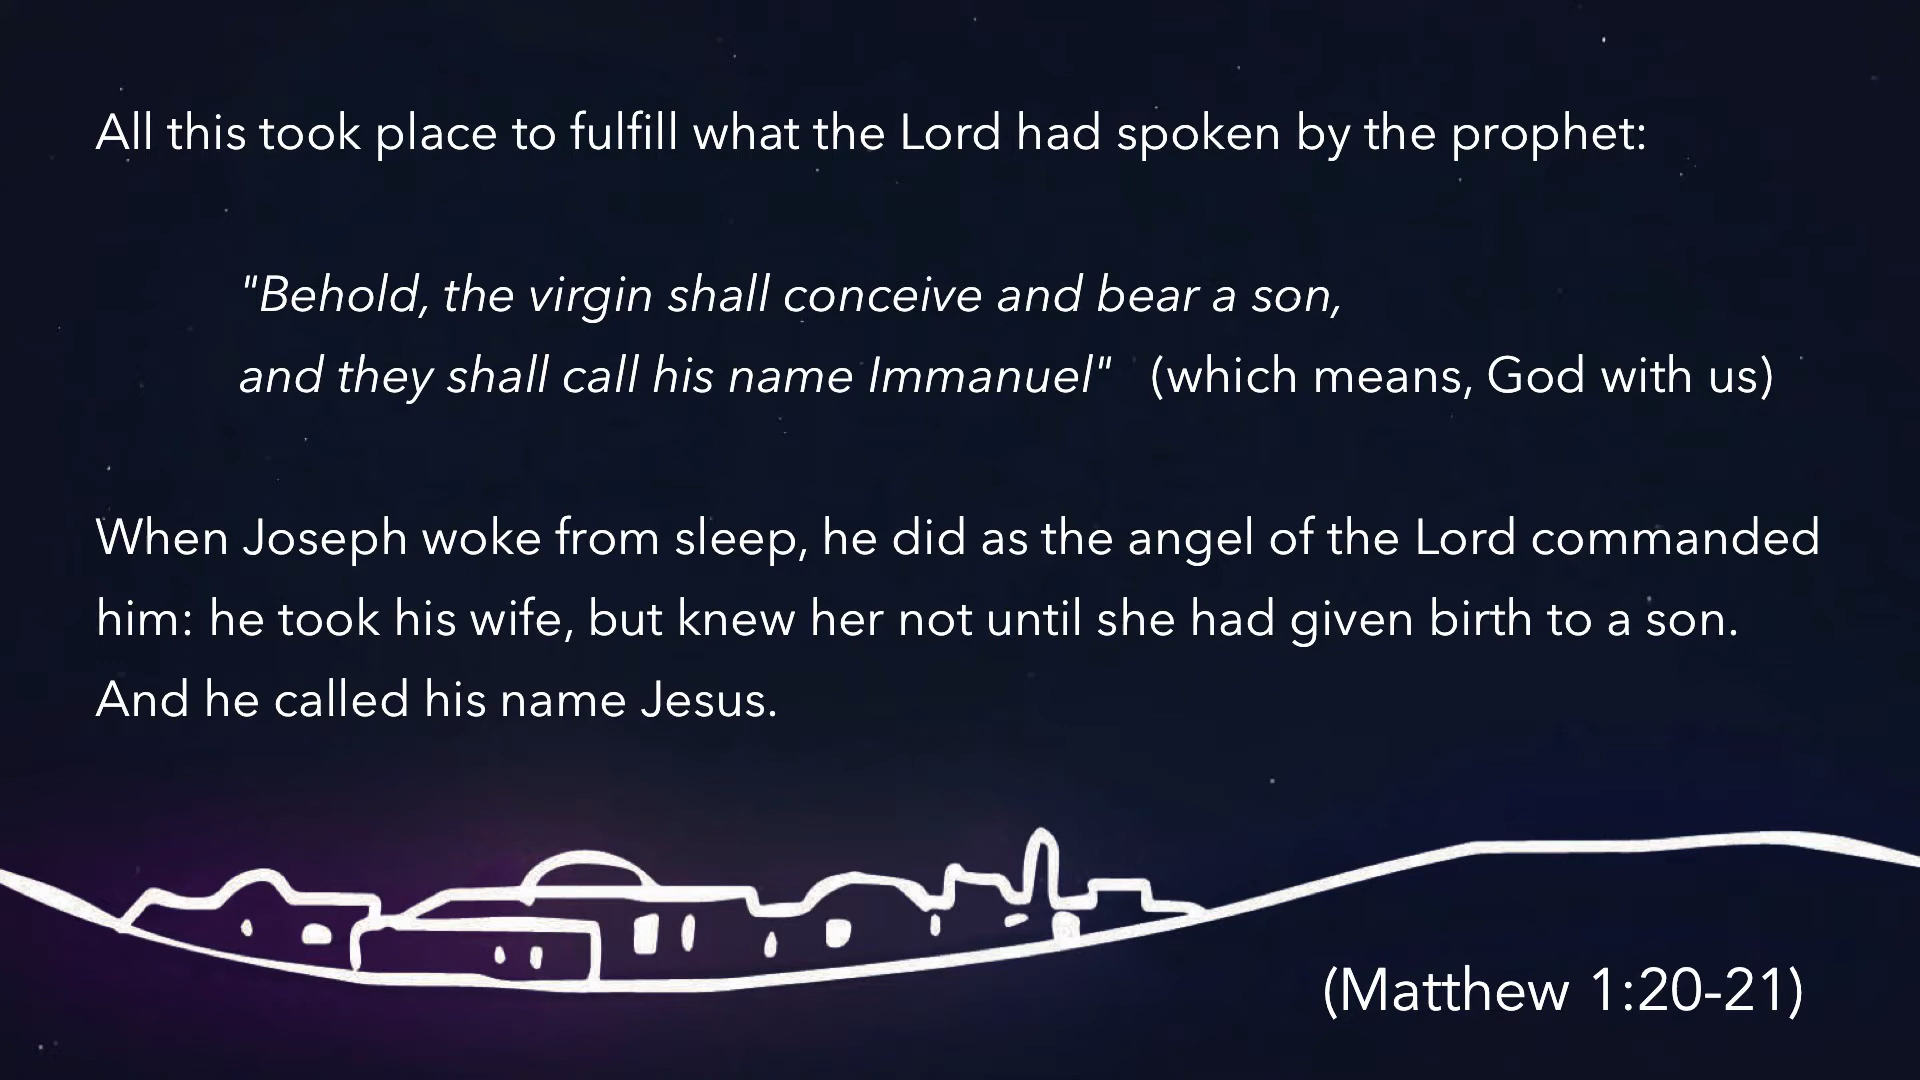 All this took place to fulfill what the Lord had spoken by the prophet:
"Behold, the virgin shall conceive and bear a son,
and they shall call his name Immanuel" (which means, God with us)
When Joseph woke from sleep, he did as the angel of the Lord commanded
him: he took his wife, but knew her not until she had given birth to a son.
And he called his name Jesus.
(Matthew 1:20-21)